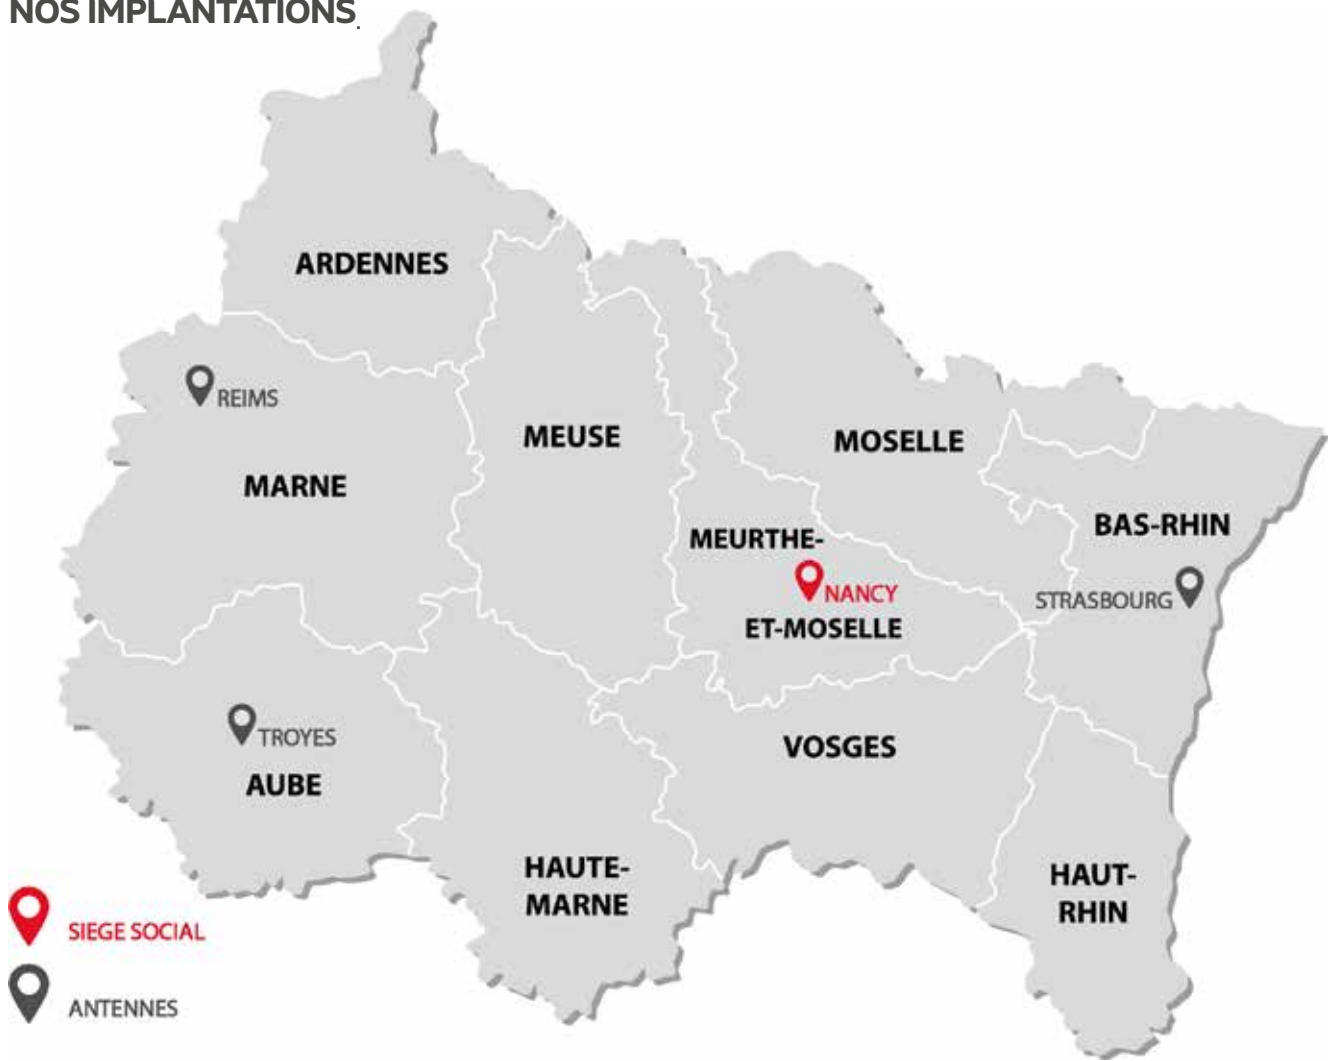 NOS IMPLANTATIONS.
ARDENNES
REIMS
MEUSE
MOSELLE
MARNE
BAS-RHIN
MEURTHE-
NANCY
STRASBOURG
ET-MOSELLE
TROYES
VOSGES
AUBE
HAUTE-
MARNE
HAUT-
RHIN
SIEGE SOCIAL
ANTENNES